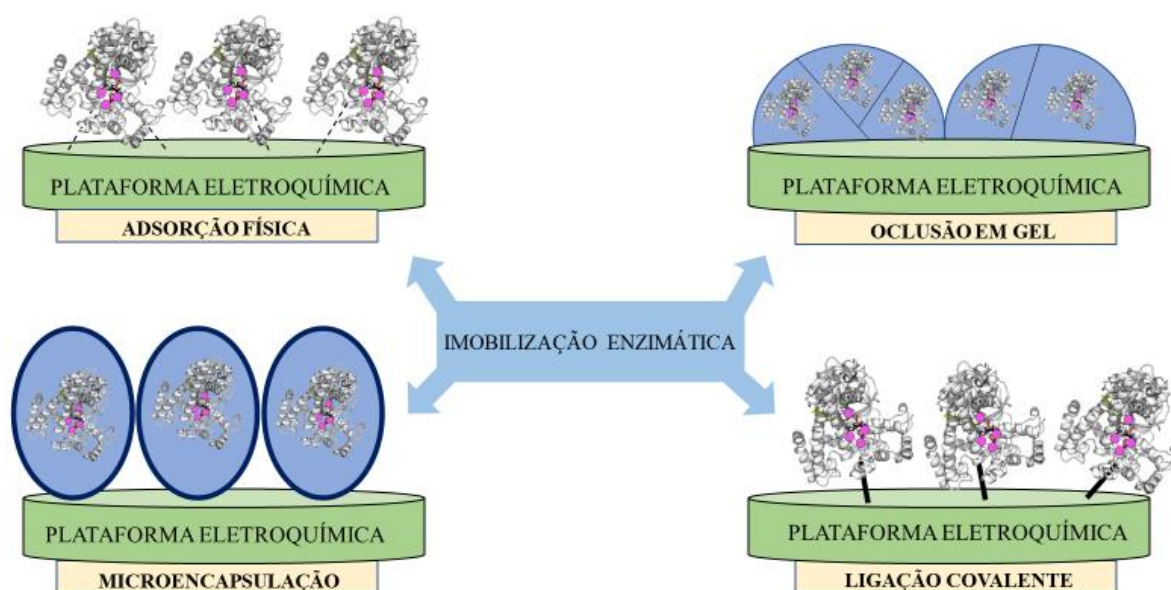 PLATAFORMA ELETROQUÍMICA
ADSORÇÃO FÍSICA
PLATAFORMA ELETROQUÍMICA
OCLUSÃO EM GEL
IMOBILIZAÇÃO ENZIMÁTICA
PLATAFORMA ELETROQUÍMICA
MICROENCAPSULAÇÃO
PLATAFORMA ELETROQUÍMICA
LIGAÇÃO COVALENTE